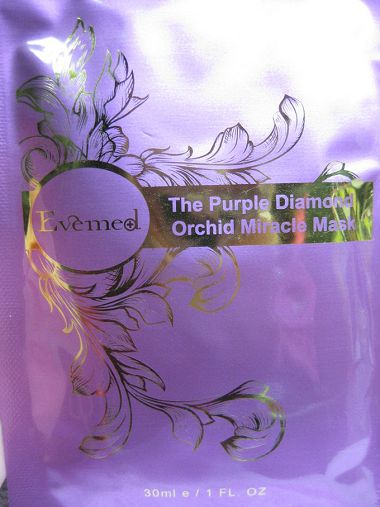 Evemed
The Purple Diamond
Orchid Miracle Mask
30ml e / 1 FL. OZ